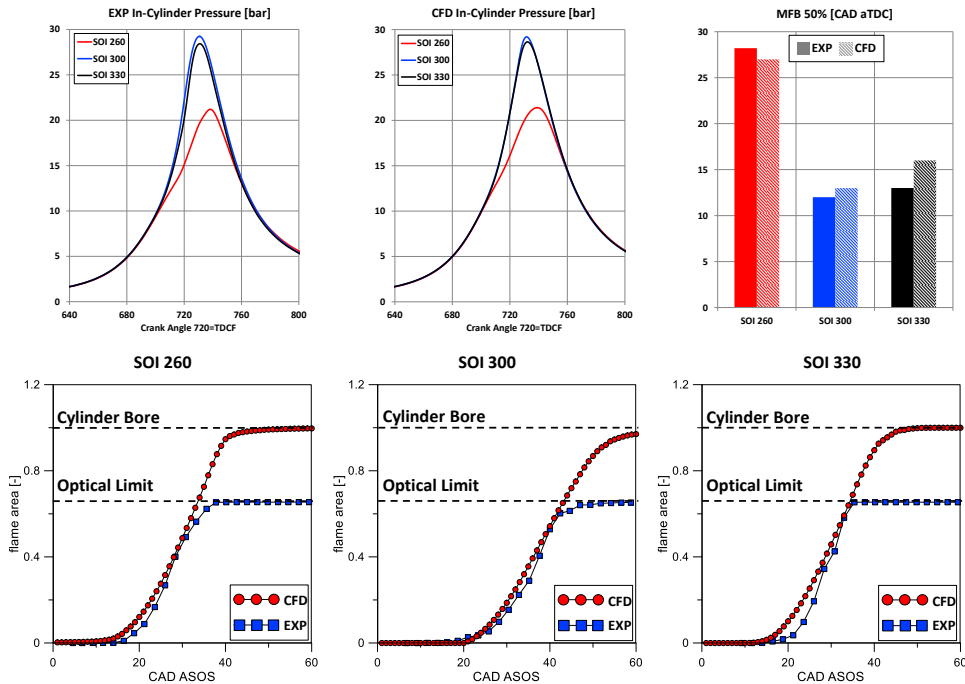 EXP In-Cylinder Pressure [bar]
35
30
25
20
15
10
5
0
640 680 720 760 800
Crank Angle 720=TDCF
SOI 260
SOI 300
SOI 330
CFD In-Cylinder Pressure [bar]
35
30
25
20
15
10
5
0
640 680 720 760 800
Crank Angle 720=TDCF
SOI 260
SOI 300
SOI 330
MFB 50% [CAD aTDC]
30
25
20
15
10
5
0
EXP CFD
SOI 260 SOI 300 SOI 330
SOI 260
1.2
Cylinder Bore
0.8
Optical Limit
flame area [-]
0.4
CFD
EXP
0
0 20 40 60
CAD ASOS
SOI 300
1.2
Cylinder Bore
0.8
Optical Limit
flame area [-]
0.4
CFD
EXP
0
0 20 40 60
CAD ASOS
SOI 330
1.2
Cylinder Bore
0.8
Optical Limit
flame area [-]
0.4
CFD
EXP
0
0 20 40 60
CAD ASOS